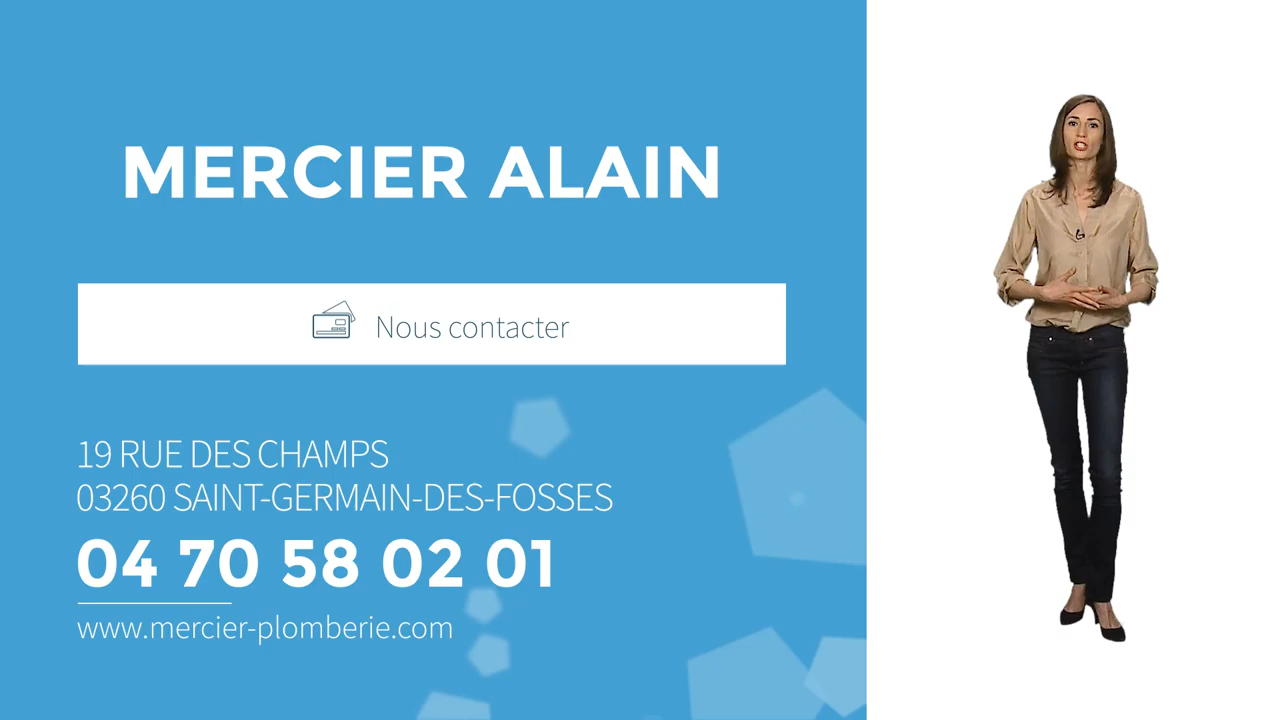 MERCIER ALAIN
Nous contacter
19 RUE DES CHAMPS
03260 SAINT-GERMAIN-DES-FOSSES
04 70 58 02 01
www.mercier-plomberie.com